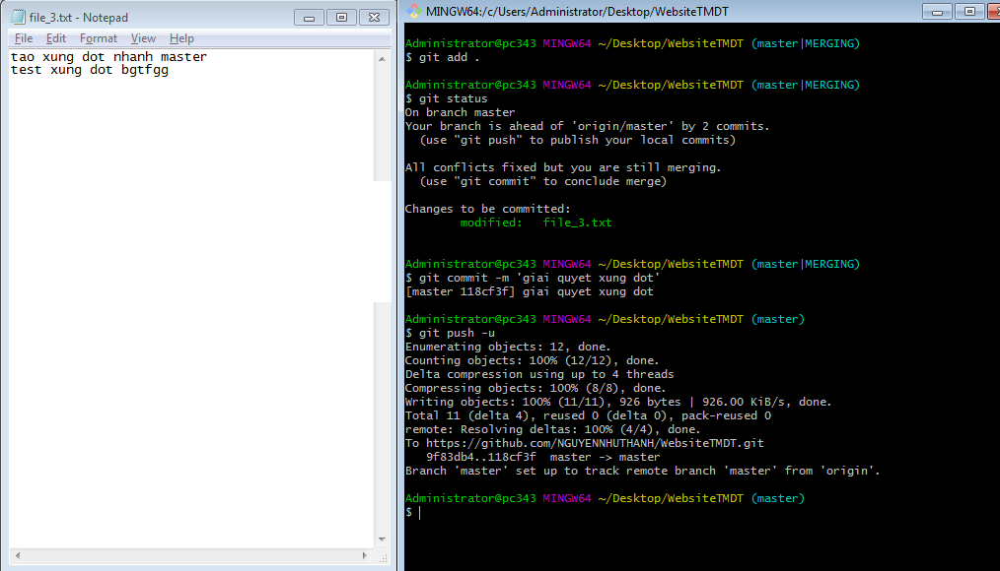 file_3.txt - Notepad
File Edit Format View Help
tao xung dot nhanh master
test xung dot bgtfgg
MINGW64:/c/Users/Administrator/Desktop/WebsiteTMDT
Administrator@pc343 MINGW64 ~/Desktop/WebsiteTMDT (master|MERGING)
$ git add .
Administrator@pc343 MINGW64 ~/Desktop/WebsiteTMDT (master|MERGING)
$ git status
On branch master
Your branch is ahead of 'origin/master' by 2 commits.
(use "git push" to publish your local commits)
All conflicts fixed but you are still merging.
(use "git commit" to conclude merge)
Changes to be committed:
modified: file_3.txt
Administrator@pc343 MINGW64 ~/Desktop/WebsiteTMDT (master|MERGING)
$ git commit -m 'giai quyet xung dot'
[master 118cf3f] giai quyet xung dot
Administrator@pc343 MINGW64 ~/Desktop/WebsiteTMDT (master)
$ git push -u
Enumerating objects: 12, done.
Counting objects: 100% (12/12), done.
Delta compression using up to 4 threads
Compressing objects: 100% (8/8), done.
Writing objects: 100% (11/11), 926 bytes | 926.00 KiB/s, done.
Total 11 (delta 4), reused 0 (delta 0), pack-reused 0
remote: Resolving deltas: 100% (4/4), done.
To https://github.com/NGUYENNHUTHANH/WebsiteTMDT.git
9f83db4..118cf3f master -> master
Branch 'master' set up to track remote branch 'master' from 'origin'.
Administrator@pc343 MINGW64 ~/Desktop/WebsiteTMDT (master)
$